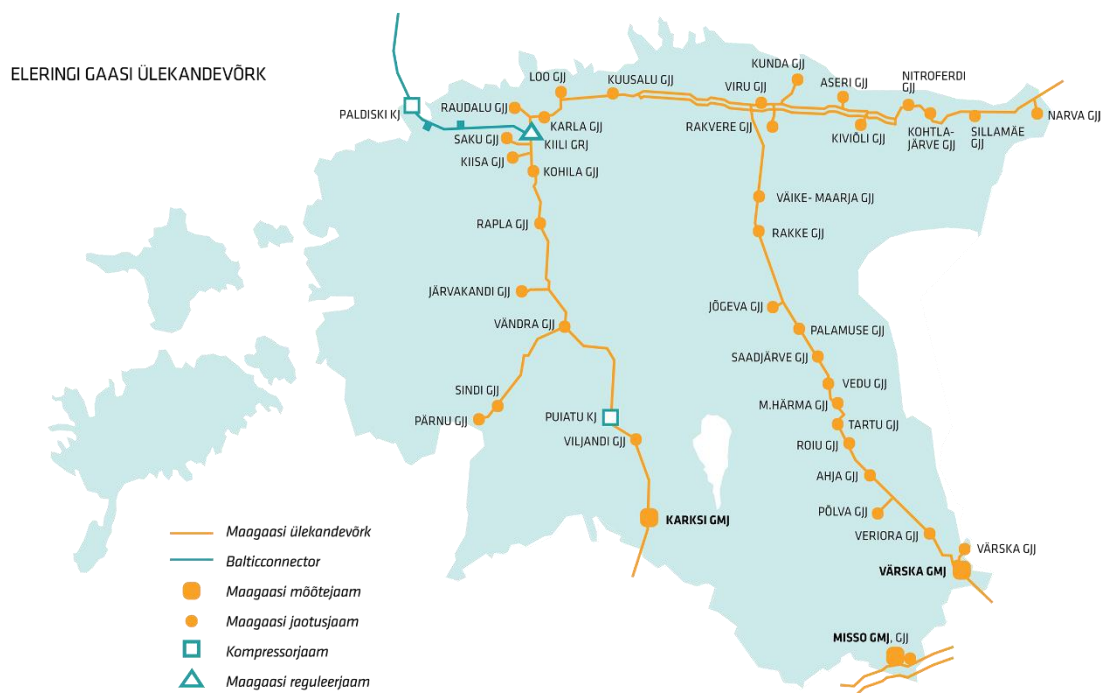 ELERINGI GAASI ÜLEKANDEVÕRK
PALDISKI KJ
RAUDALU GJJ
LOO GJJ
KUUSALU GJJ
KARLA GJJ
KIILI GRJ
SAKU GJJ
KIISA GJJ
KOHILA GJJ
RAPLA GJJ
JÄRVAKANDI GJJ
VÄNDRA GJJ
SINDI GJJ
PÄRNU GJJ
PUIATU KJ
VILJANDI GJJ
KARKSI GMJ
VIRU GJJ
KUNDA GJJ
RAKVERE GJJ
ASERI GJJ
KIVIÕLI GJJ
NITROFERDI
GJJ
KOHTLA-
JÄRVE GJJ
SILLAMÄE
GJJ
NARVA GJJ
VÄIKE- MAARJA GJJ
RAKKE GJJ
JÕGEVA GJJ
PALAMUSE GJJ
SAADJÄRVE GJJ
VEDU GJJ
M.HÄRMA GJJ
TARTU GJJ
ROIU GJJ
AHJA GJJ
PÕLVA GJJ
VERIORA GJJ
VÄRSKA GJJ
VÄRSKA GMJ
MISSO GMJ, GJJ
Maagaasi ülekandevõrk
Balticconnector
Maagaasi mõõtejaam
Maagaasi jaotusjaam
Kompressorjaam
Maagaasi reguleerjaam